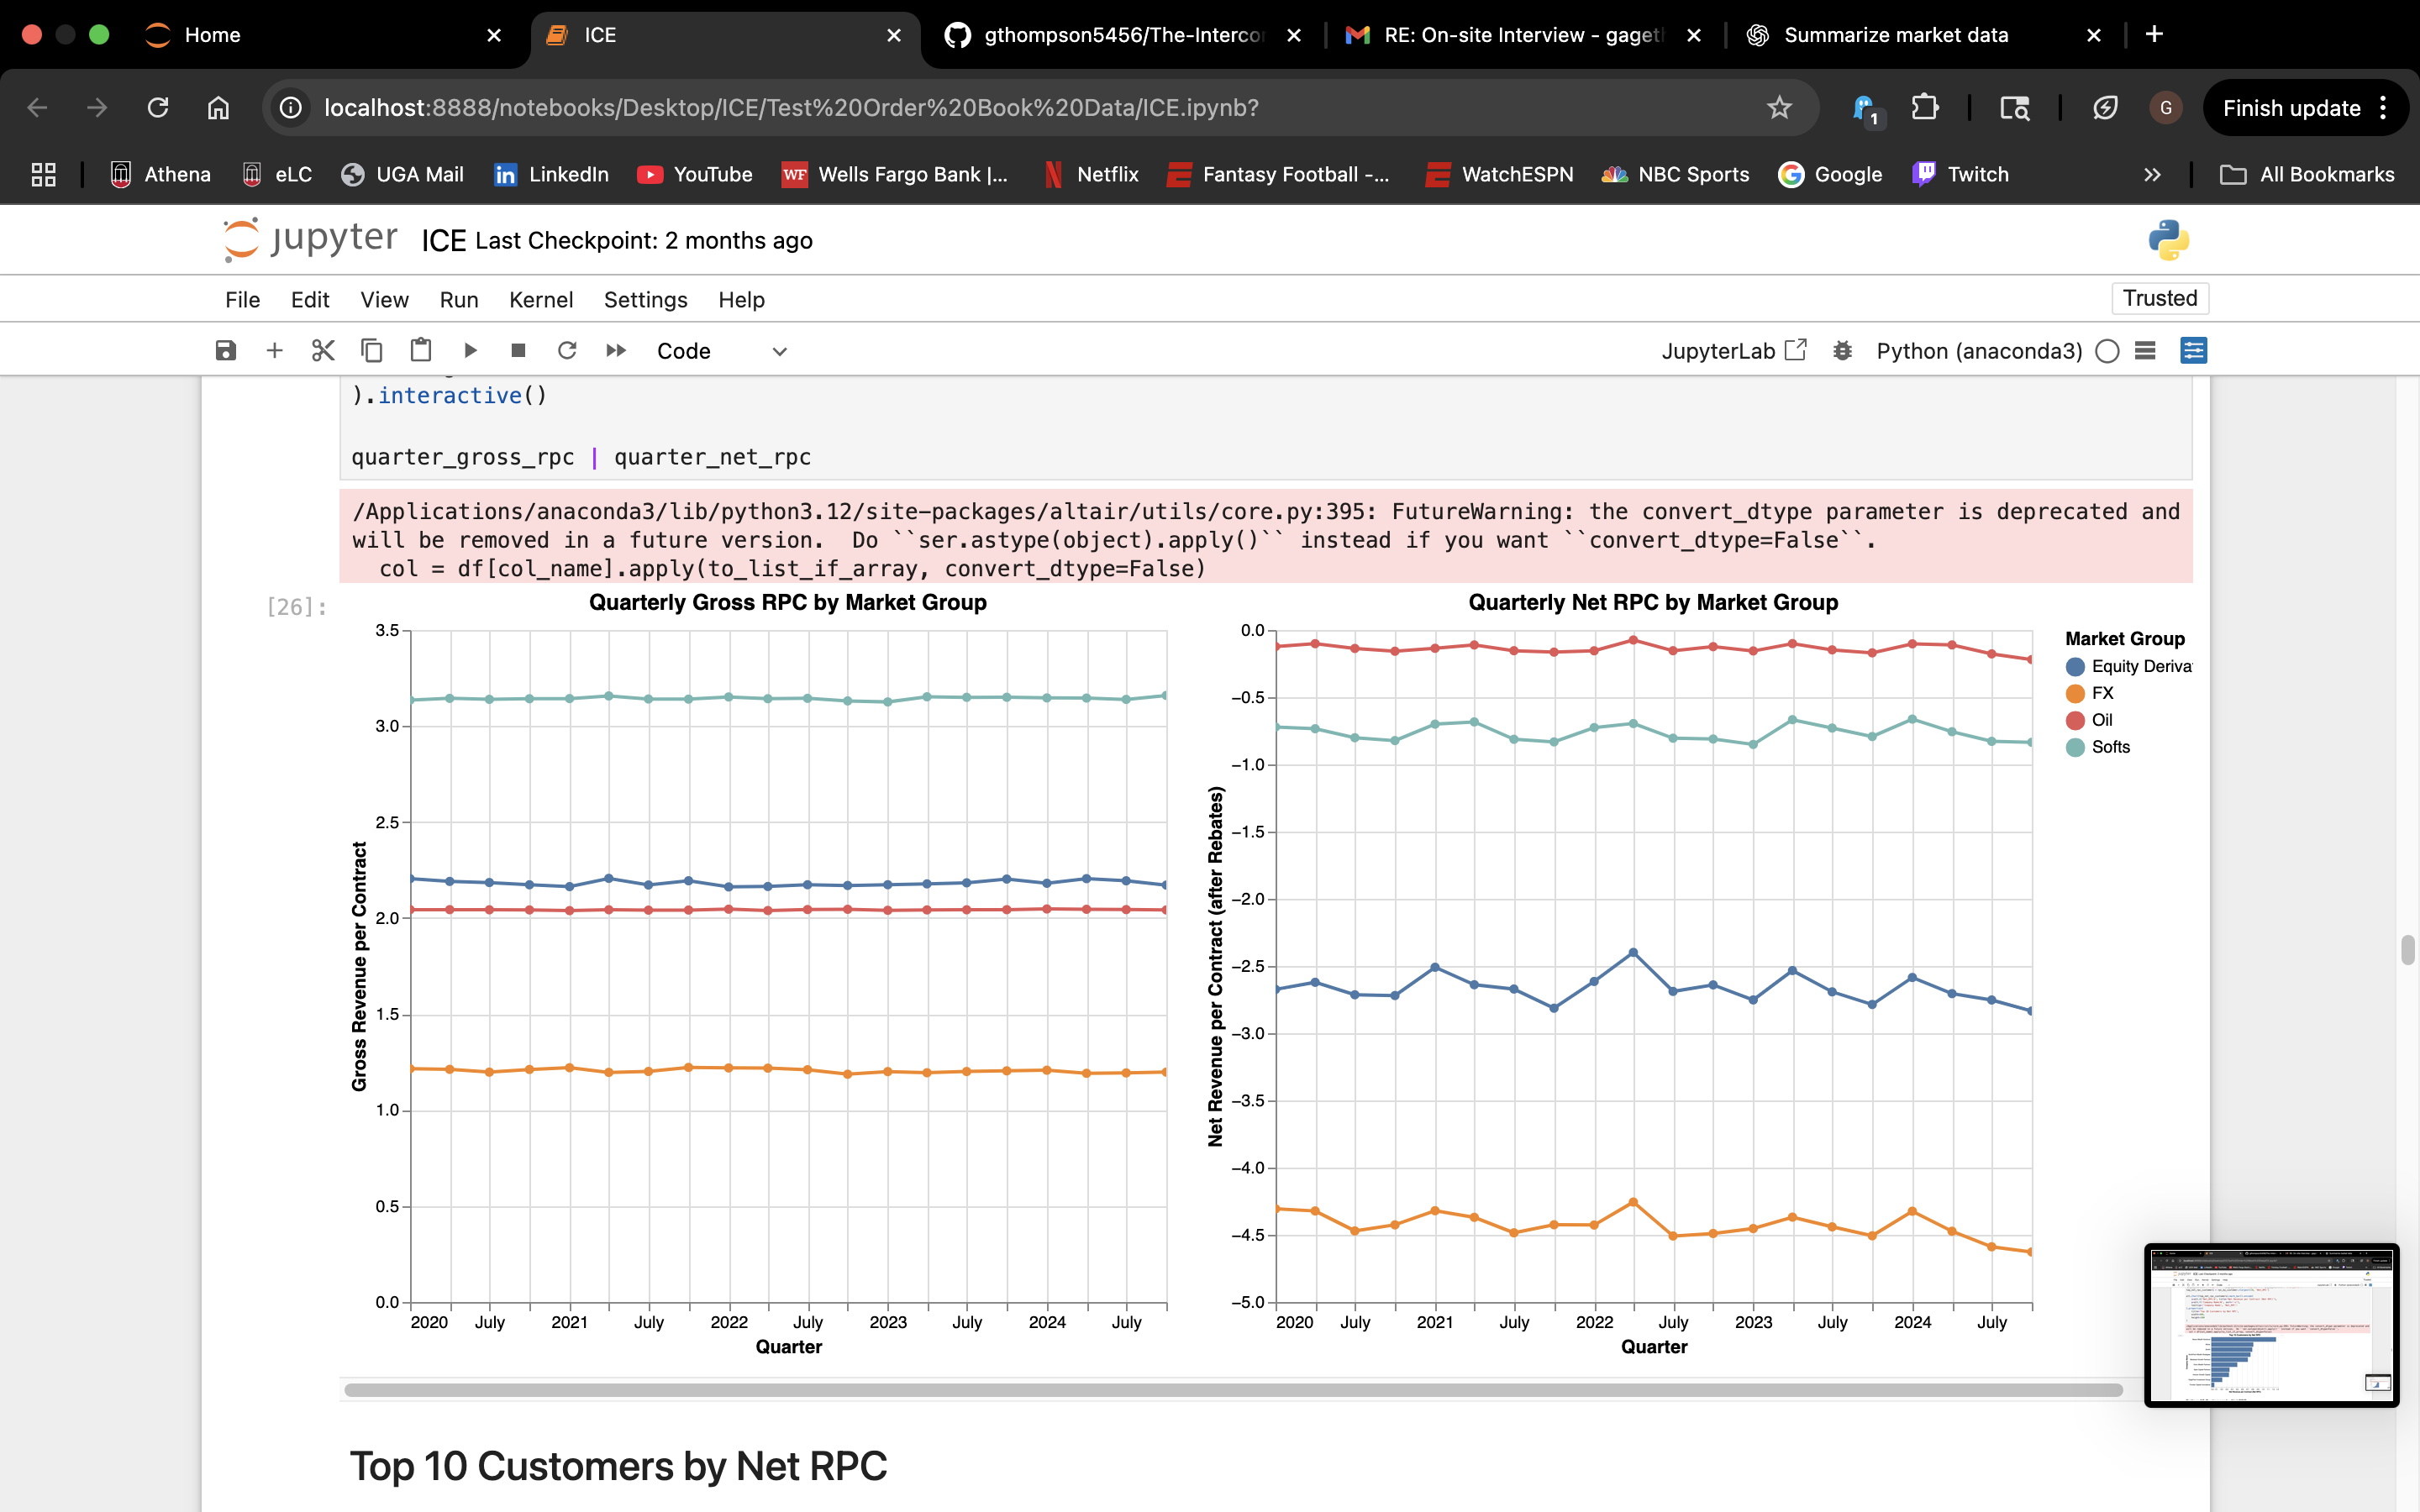 Home
ICE
gthompson5456/The-Interco
RE: On-site Interview - gaget
Summarize market data
localhost:8888/notebooks/Desktop/ICE/Test%20Order%20Book%20Data/ICE.ipynb?
1
G
Finish update
Athena
eLC
UGA Mail
in LinkedIn
YouTube
WF Wells Fargo Bank |...
Netflix
Fantasy Football -...
WatchESPN
NBC Sports
Google
Twitch
All Bookmarks
jupyter ICE Last Checkpoint: 2 months ago
File Edit View Run Kernel Settings Help
Trusted
Code
JupyterLab
Python (anaconda3)
).interactive()
quarter_gross_rpc | quarter_net_rpc
/Applications/anaconda3/lib/python3.12/site-packages/altair/utils/core.py:395: FutureWarning: the convert_dtype parameter is deprecated and
will be removed in a future version.  Do ``ser.astype(object).apply()`` instead if you want ``convert_dtype=False``.
col = df[col_name].apply(to_list_if_array, convert_dtype=False)
[26]:
Quarterly Gross RPC by Market Group
3.5
3.0
2.5
2.0
1.5
1.0
0.5
0.0
Gross Revenue per Contract
2020 July 2021 July 2022 July 2023 July 2024 July
Quarter
Quarterly Net RPC by Market Group
0.0
−0.5
−1.0
−1.5
−2.0
−2.5
−3.0
−3.5
−4.0
−4.5
−5.0
Net Revenue per Contract (after Rebates)
2020 July 2021 July 2022 July 2023 July 2024 July
Quarter
Market Group
Equity Deriva
FX
Oil
Softs
Top 10 Customers by Net RPC